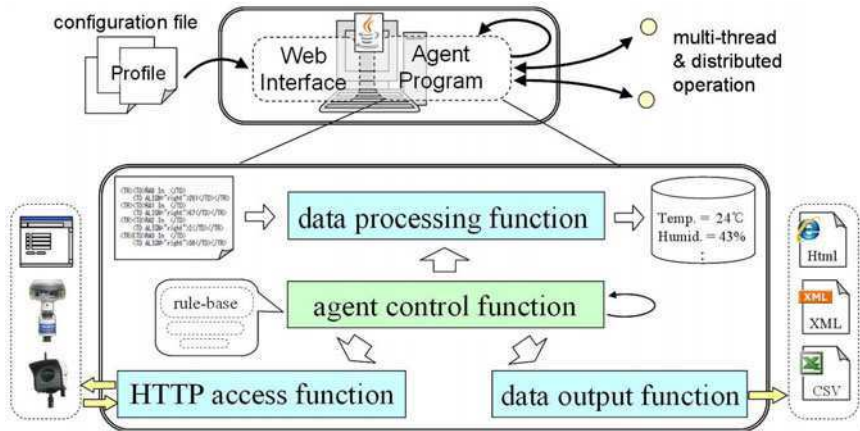 configuration file
Profile
Web
Interface
Agent
Program
multi-thread
& distributed
operation
data processing function
Temp. = 24℃
Humid. = 43%
:
Html
rule-base
agent control function
XML
XML
HTTP access function
data output function
CSV